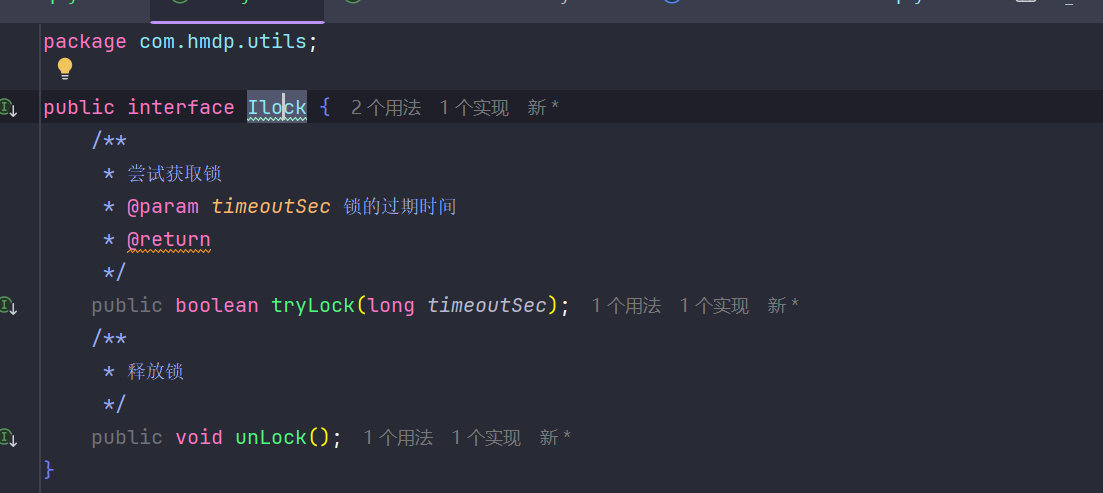 package com.hmdp.utils;
public interface Ilock { 2 个用法 1 个实现 新 *
/**
* 尝试获取锁
* @param timeoutSec 锁的过期时间
* @return
*/
public boolean tryLock(long timeoutSec); 1 个用法 1 个实现 新 *
/**
* 释放锁
*/
public void unLock(); 1 个用法 1 个实现 新 *
}